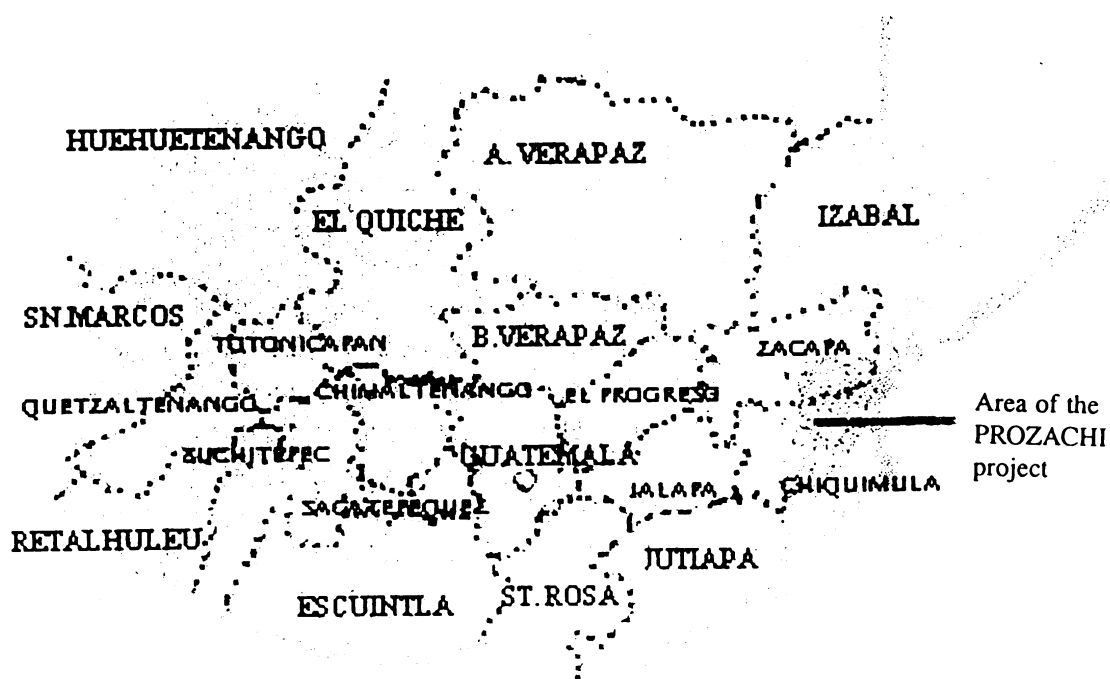 HUEHUETENANGO
A. VERAPAZ
EL QUICHE
IZABAL
SN.MARCOS
B.VERAPAZ
TOTONICAPAN
ZACAPA
CHIMALTENANGO
EL PROGRESO
QUETZALTENANGO
Area of the
PROZACHI
project
SUCHITEPEC
GUATEMALA
JALAPA
CHIQUIMULA
SACATEPEQUEZ
RETALHULEU
JUTIAPA
ESCUINTLA
ST. ROSA